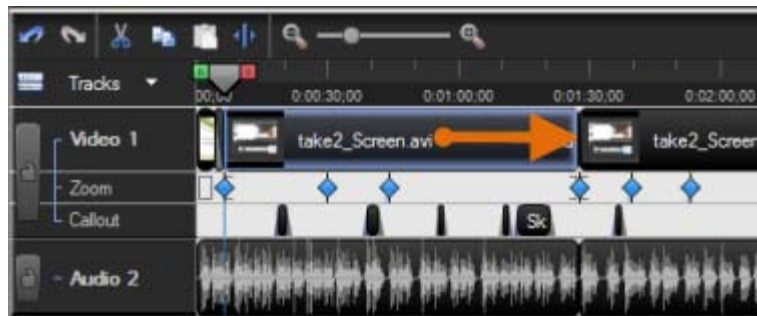 Tracks
00;00 0:00:30;00 0:01:00;00 0:01:30;00 0:02:00;00
Video 1 take2_Screen.avi take2_Screen
Zoom
Callout Sk
Audio 2